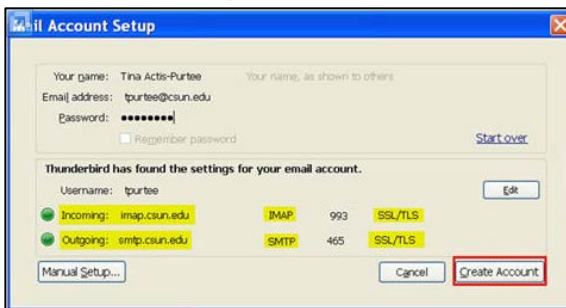 Mail Account Setup
Your name: Tina Actis-Purtee Your name, as shown to others
Email address: tpurtee@csun.edu
Password: ●●●●●●●●
Remember password
Start over
Thunderbird has found the settings for your email account.
Username: tpurtee Edit
Incoming: imap.csun.edu IMAP 993 SSL/TLS
Outgoing: smtp.csun.edu SMTP 465 SSL/TLS
Manual Setup... Cancel Create Account